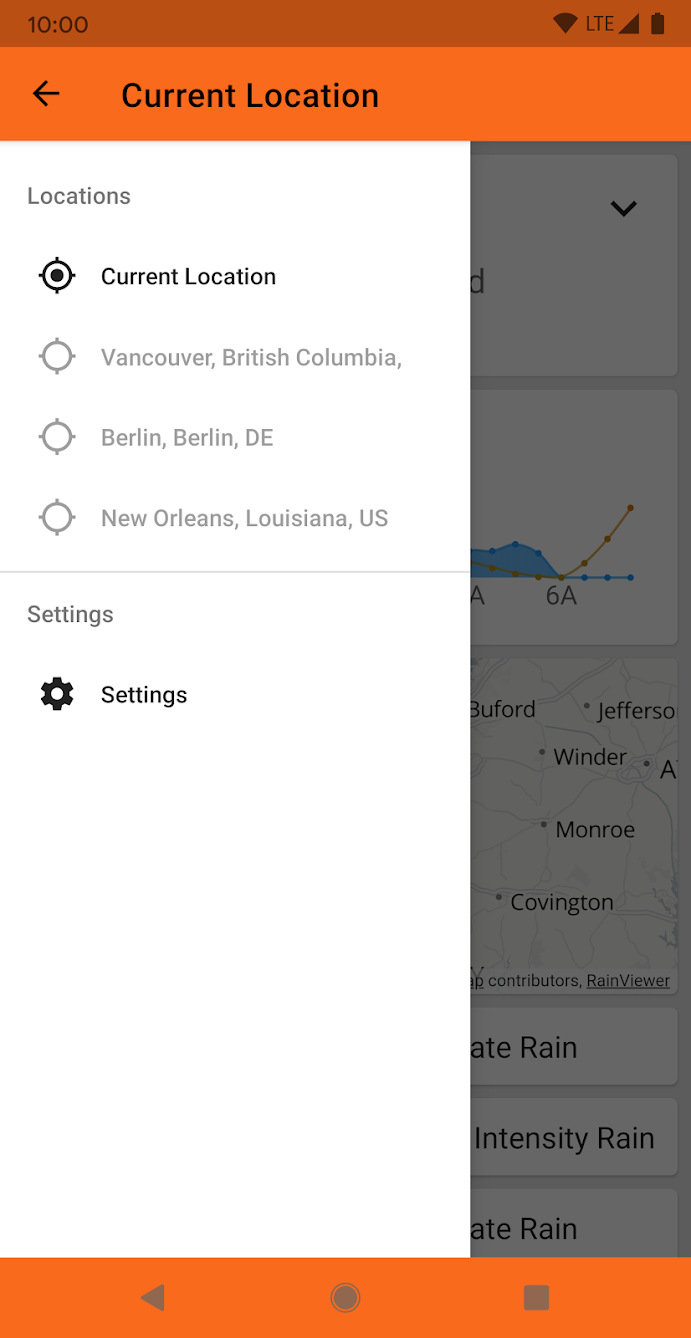 10:00 LTE
Current Location
Locations
Current Location
d
Vancouver, British Columbia,
Berlin, Berlin, DE
New Orleans, Louisiana, US
A 6A
Settings
Settings
Buford
Jefferso
Winder
A
Monroe
Covington
contributors, RainViewer
ate Rain
Intensity Rain
ate Rain